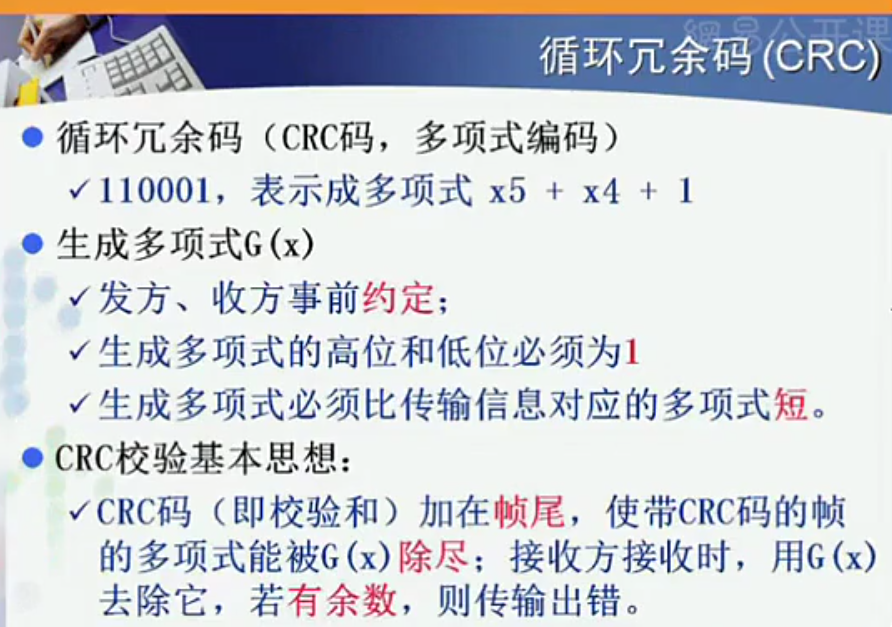 網易公开课
循环冗余码(CRC)
循环冗余码（CRC码，多项式编码）
110001，表示成多项式 x5 + x4 + 1
生成多项式G(x)
发方、收方事前约定；
生成多项式的高位和低位必须为1
生成多项式必须比传输信息对应的多项式短。
CRC校验基本思想：
CRC码（即校验和）加在帧尾，使带CRC码的帧
的多项式能被G(x)除尽；接收方接收时，用G(x)
去除它，若有余数，则传输出错。